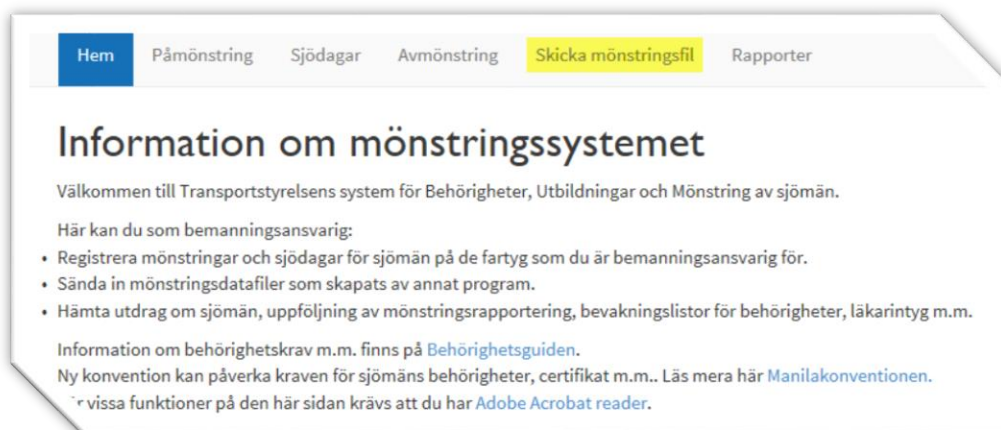 Hem Påmönstring Sjödagar Avmönstring Skicka mönstringsfil Rapporter
Information om mönstringssystemet
Välkommen till Transportstyrelsens system för Behörigheter, Utbildningar och Mönstring av sjömän.
Här kan du som bemanningsansvarig:
• Registrera mönstringar och sjödagar för sjömän på de fartyg som du är bemanningsansvarig för.
• Sända in mönstringsdatafiler som skapats av annat program.
• Hämta utdrag om sjömän, uppföljning av mönstringsrapportering, bevakningslistor för behörigheter, läkarintyg m.m.
Information om behörighetskrav m.m. finns på Behörighetsguiden.
Ny konvention kan påverka kraven för sjömäns behörigheter, certifikat m.m.. Läs mera här Manilakonventionen.
vissa funktioner på den här sidan krävs att du har Adobe Acrobat reader.